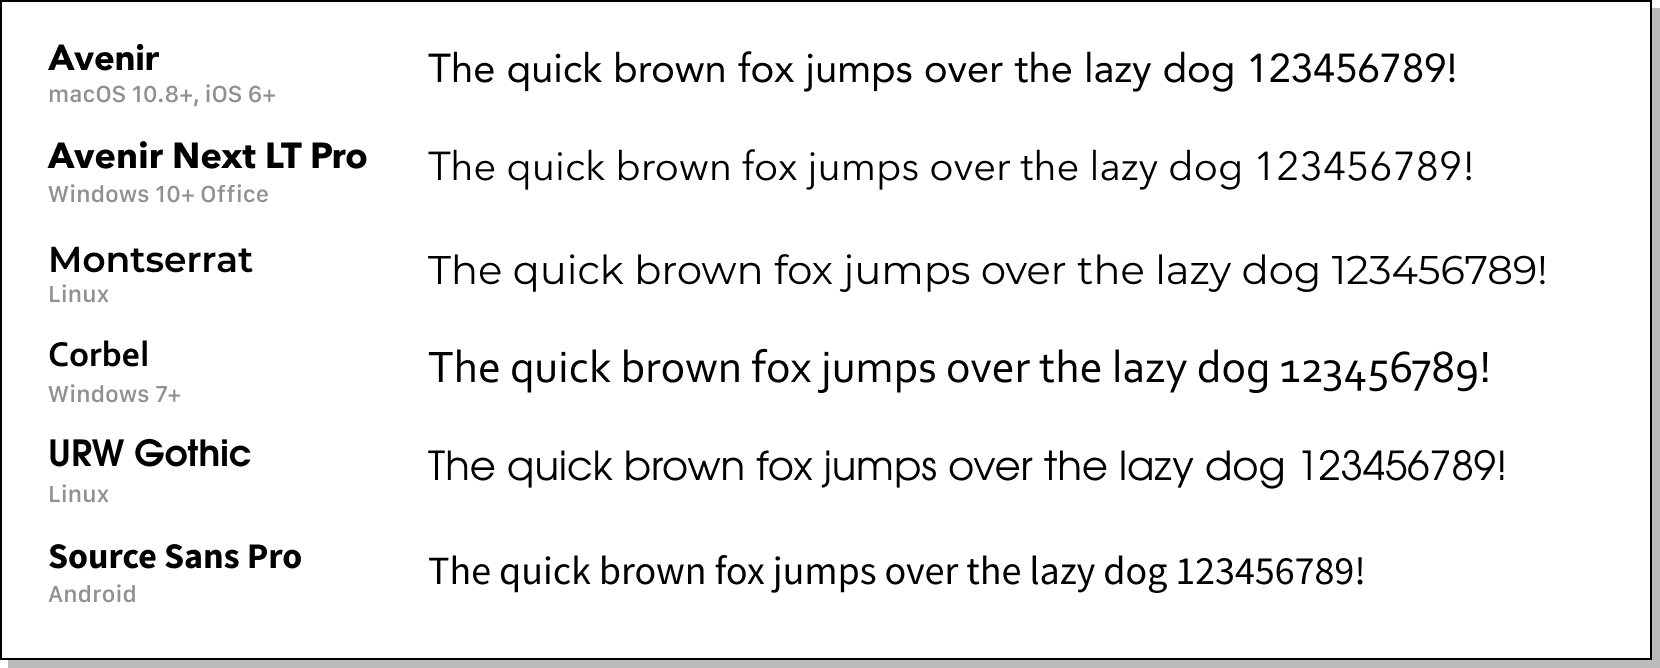 Avenir The quick brown fox jumps over the lazy dog 123456789!
macOS 10.8+, iOS 6+
Avenir Next LT Pro The quick brown fox jumps over the lazy dog 123456789!
Windows 10+ Office
Montserrat The quick brown fox jumps over the lazy dog 123456789!
Linux
Corbel The quick brown fox jumps over the lazy dog 123456789!
Windows 7+
URW Gothic The quick brown fox jumps over the lazy dog 123456789!
Linux
Source Sans Pro The quick brown fox jumps over the lazy dog 123456789!
Android